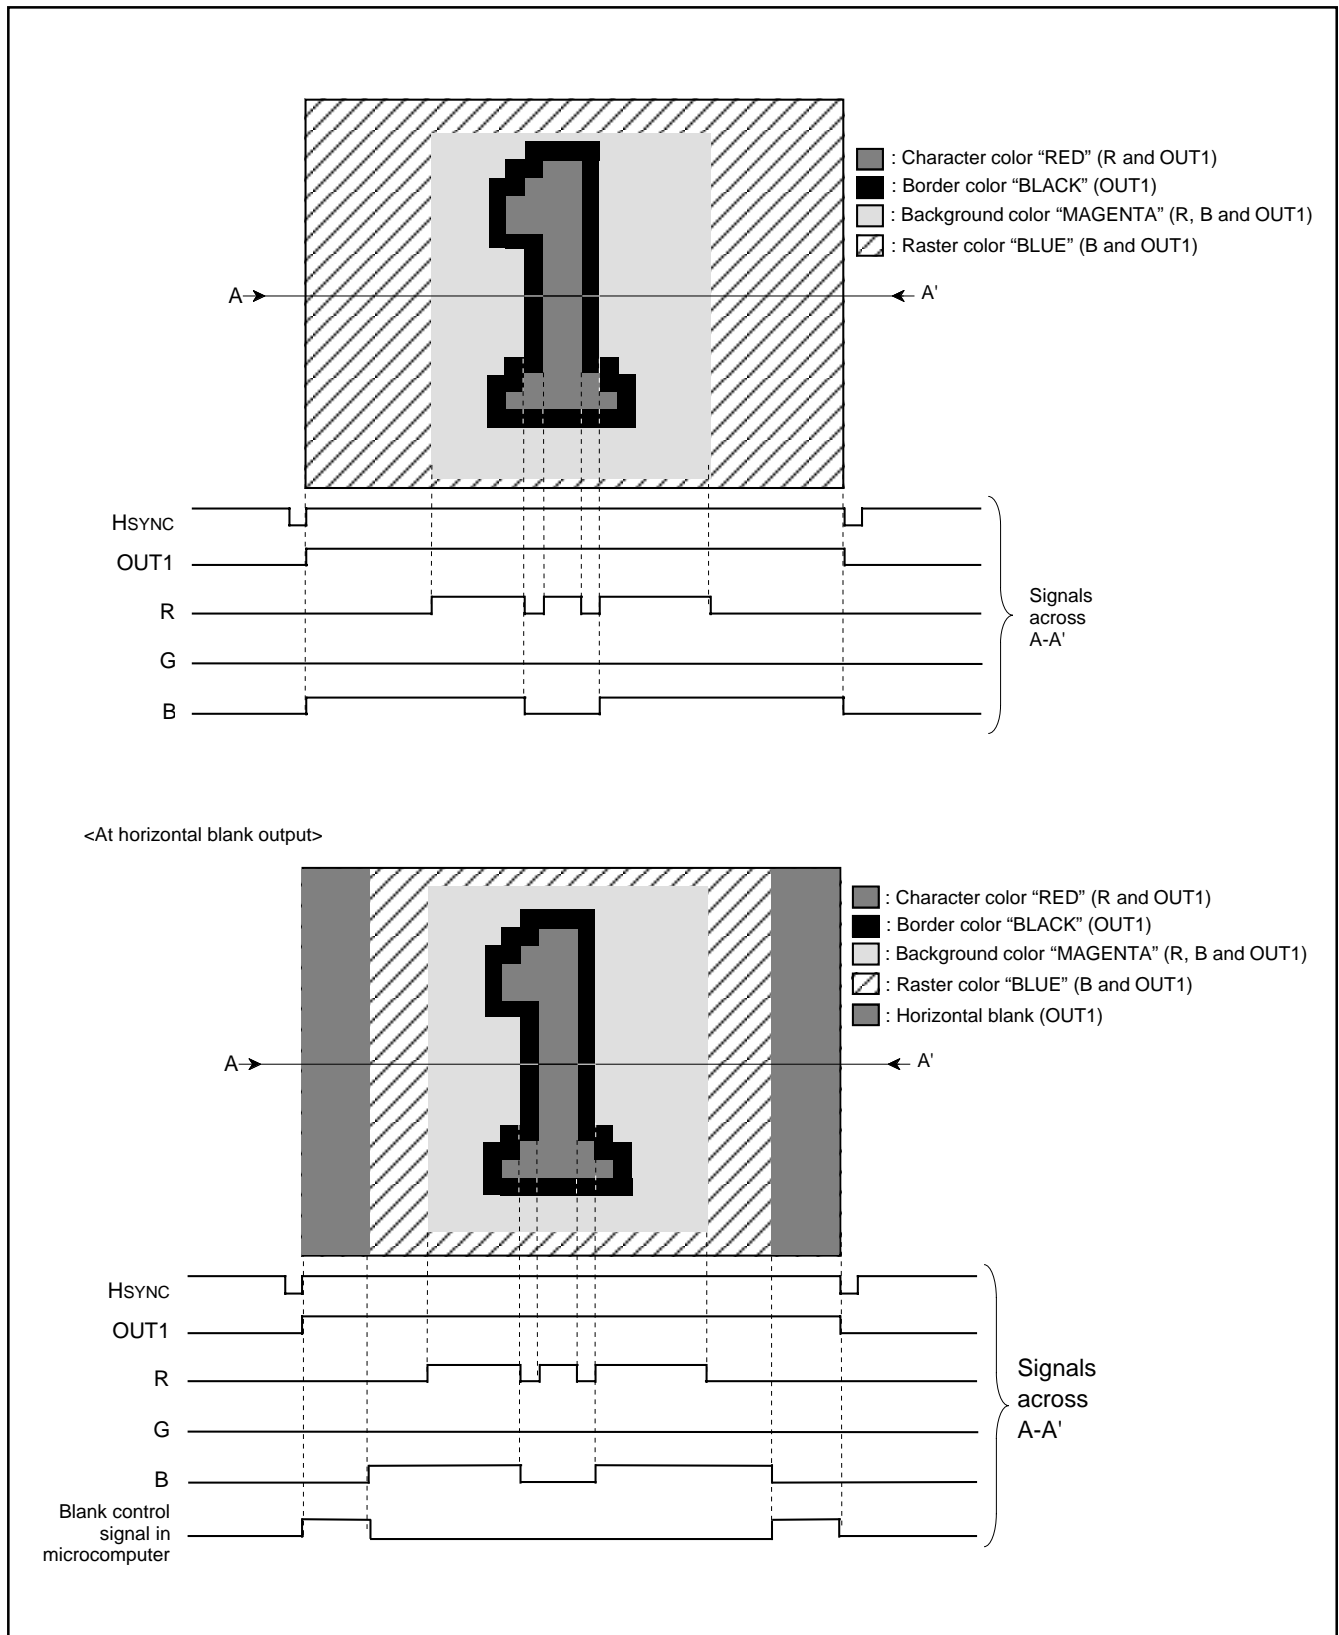 : Character color “RED” (R and OUT1)
: Border color “BLACK” (OUT1)
: Background color “MAGENTA” (R, B and OUT1)
: Raster color “BLUE” (B and OUT1)
A
A'
HSYNC
OUT1
R
G
B
Signals
across
A-A'
<At horizontal blank output>
: Character color “RED” (R and OUT1)
: Border color “BLACK” (OUT1)
: Background color “MAGENTA” (R, B and OUT1)
: Raster color “BLUE” (B and OUT1)
: Horizontal blank (OUT1)
A
A'
HSYNC
OUT1
R
G
B
Blank control
signal in
microcomputer
Signals
across
A-A'